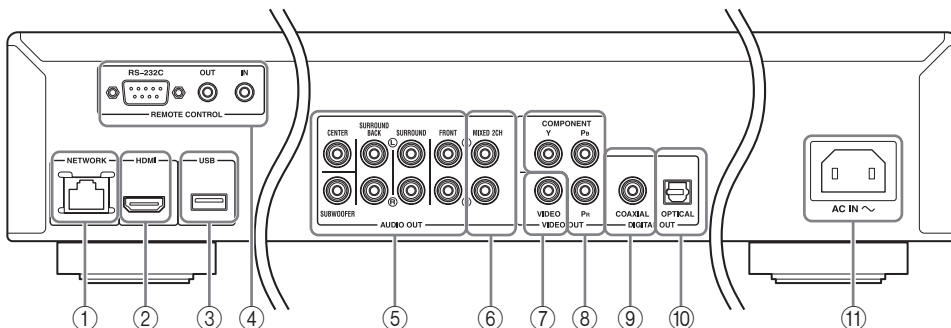 RS–232C OUT IN
REMOTE CONTROL
NETWORK HDMI USB
CENTER SURROUND BACK SURROUND FRONT MIXED 2CH
L
R
SUBWOOFER
AUDIO OUT
COMPONENT
Y PB
VIDEO PR
VIDEO OUT
COAXIAL OPTICAL
DIGITAL OUT
AC IN ~
① ② ③ ④ ⑤ ⑥ ⑦ ⑧ ⑨ ⑩ ⑪